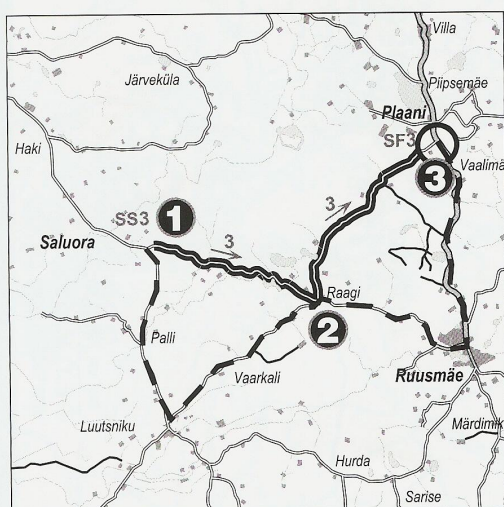 Villa
Järveküla
Piipsemäe
Plaani
SF3
Haki
Vaalimä
3
3
SS3
1
3
Saluora
Raagi
2
Palli
Ruusmäe
Vaarkali
Luutsniku
Märdimik
Hurda
Sarise